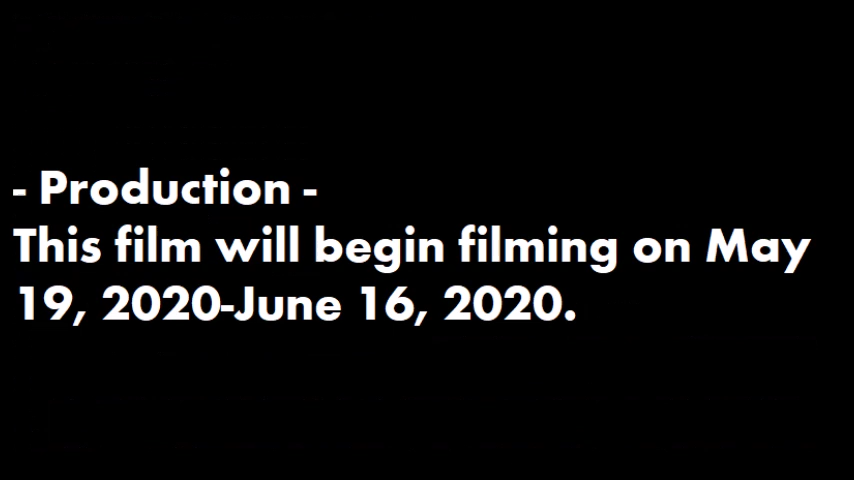 - Production -
This film will begin filming on May
19, 2020-June 16, 2020.